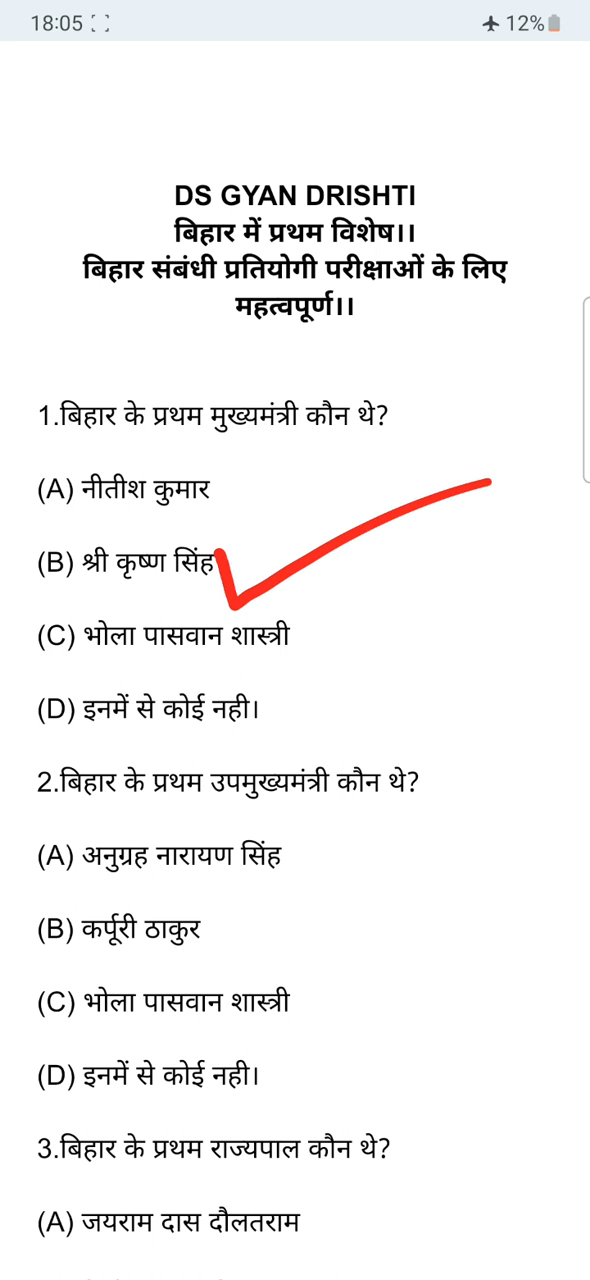 18:05
12%
DS GYAN DRISHTI
बिहार में प्रथम विशेष।।
बिहार संबंधी प्रतियोगी परीक्षाओं के लिए
महत्वपूर्ण।।
1.बिहार के प्रथम मुख्यमंत्री कौन थे?
(A) नीतीश कुमार
(B) श्री कृष्ण सिंह
(C) भोला पासवान शास्त्री
(D) इनमें से कोई नही।
2.बिहार के प्रथम उपमुख्यमंत्री कौन थे?
(A) अनुग्रह नारायण सिंह
(B) कर्पूरी ठाकुर
(C) भोला पासवान शास्त्री
(D) इनमें से कोई नही।
3.बिहार के प्रथम राज्यपाल कौन थे?
(A) जयराम दास दौलतराम